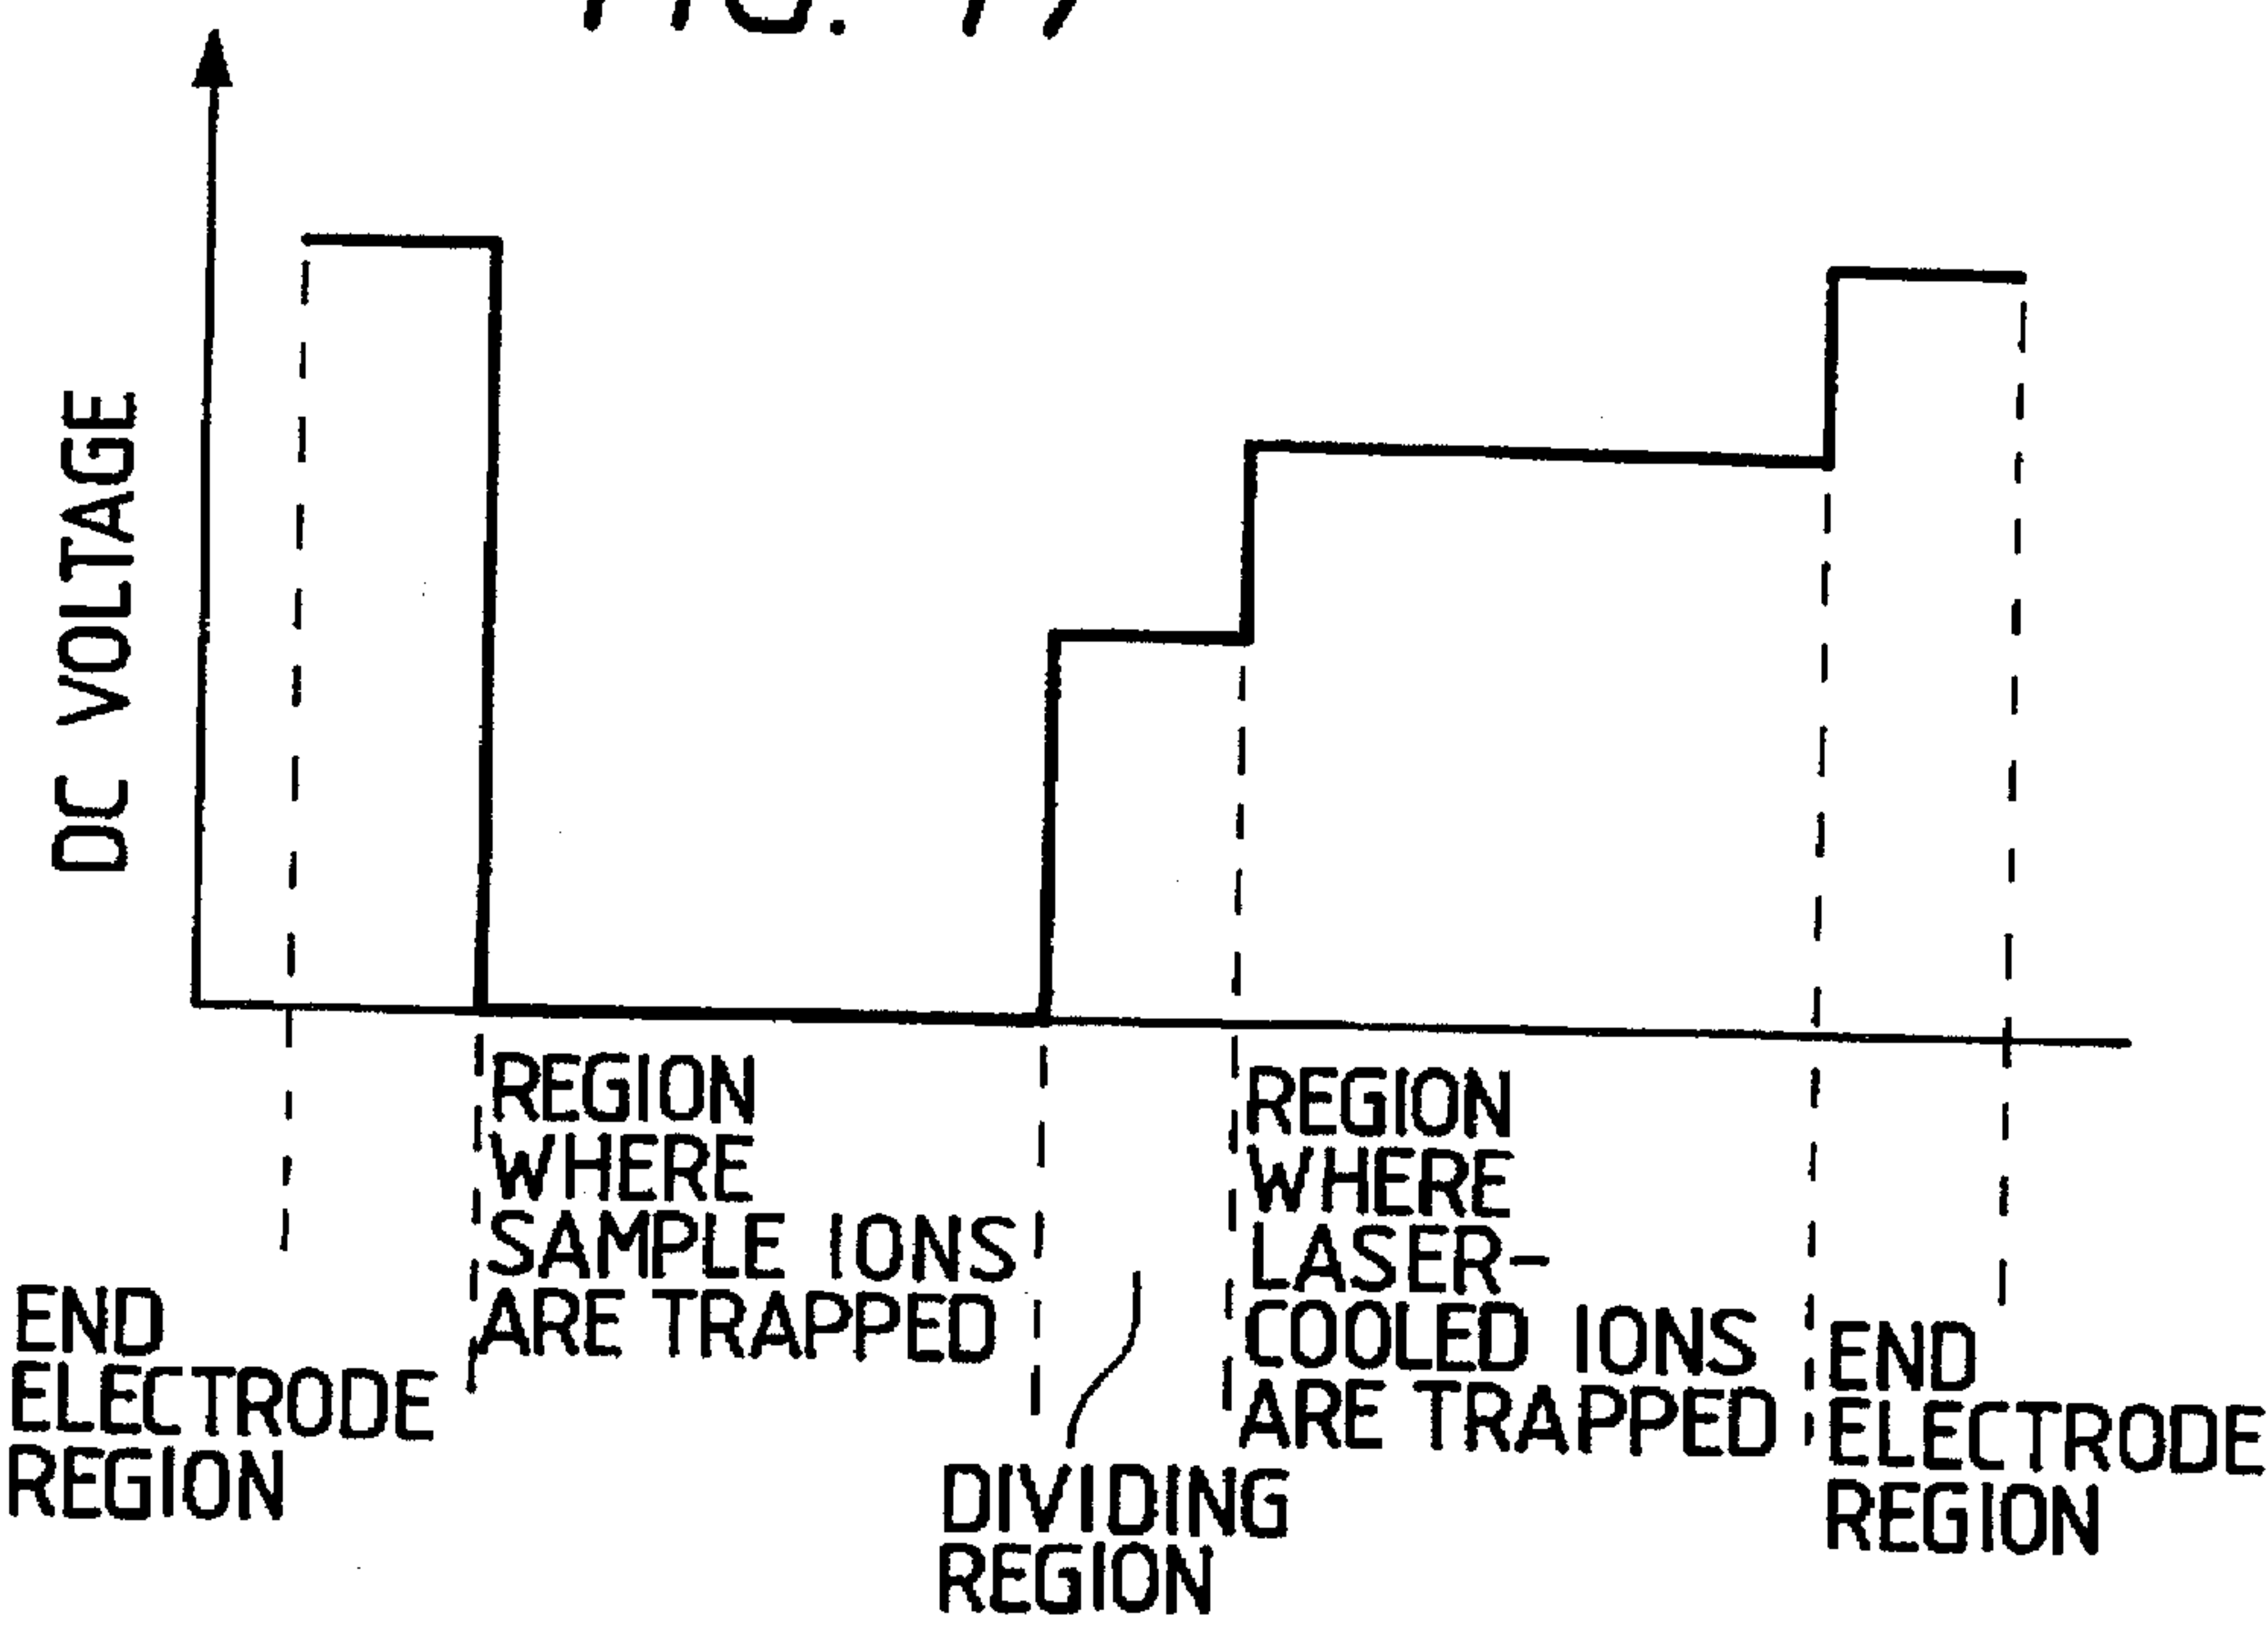 DC VOLTAGE
END
ELECTRODE
REGION
REGION
WHERE
SAMPLE IONS
ARE TRAPPED
DIVIDING
REGION
REGION
WHERE
LASER-
COOLED IONS
ARE TRAPPED
END
ELECTRODE
REGION